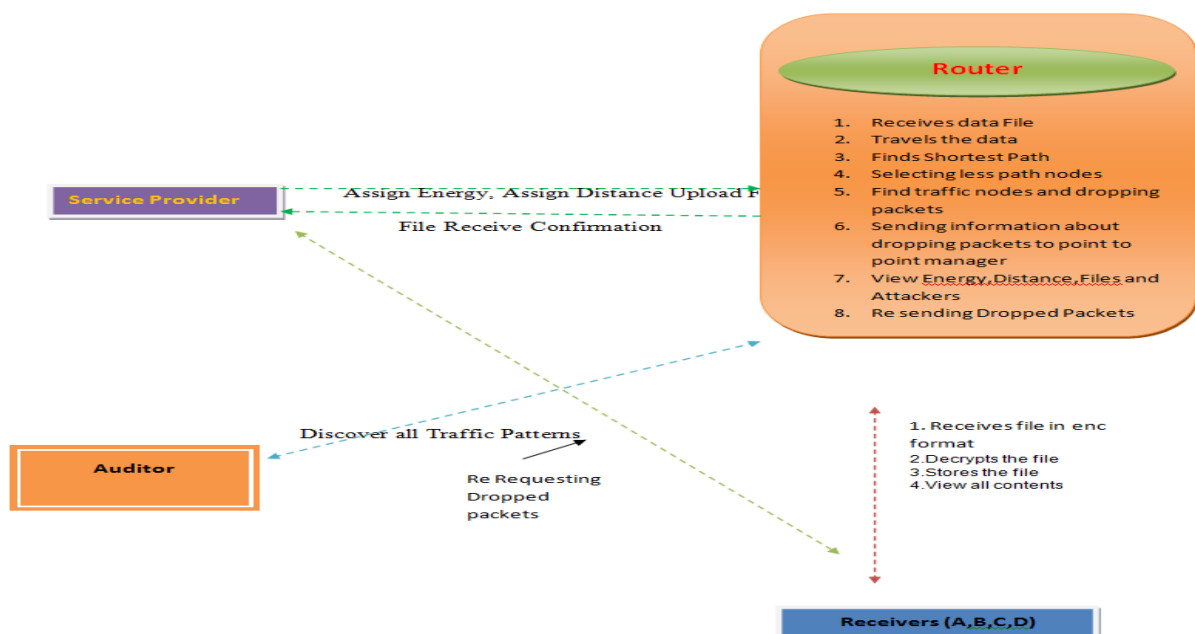 Router
1. Receives data File
2. Travels the data
3. Finds Shortest Path
4. Selecting less path nodes
5. Find traffic nodes and dropping
packets
6. Sending information about
dropping packets to point to
point manager
7. View Energy,Distance,Files and
Attackers
8. Re sending Dropped Packets
Service Provider
Assign Energy, Assign Distance Upload F
File Receive Confirmation
Discover all Traffic Patterns
Auditor
Re Requesting
Dropped
packets
1. Receives file in enc
format
2.Decrypts the file
3.Stores the file
4.View all contents
Receivers (A,B,C,D)